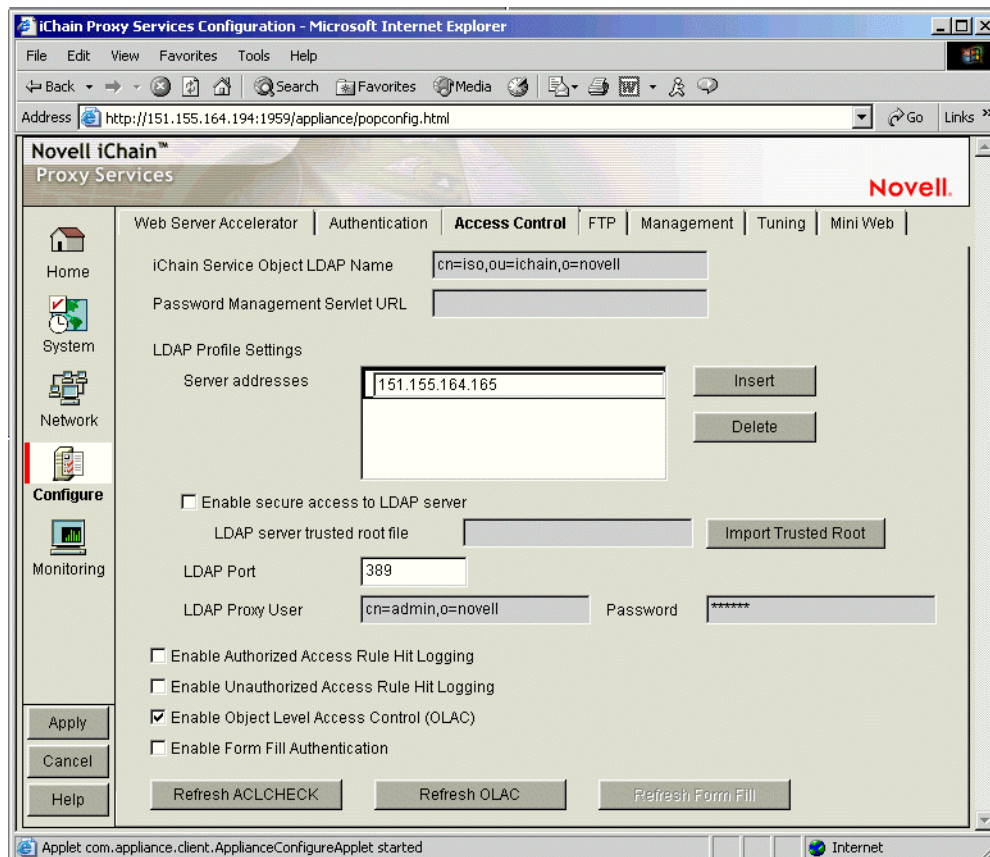 iChain Proxy Services Configuration - Microsoft Internet Explorer
File Edit View Favorites Tools Help
Back Search Favorites Media
Address http://151.155.164.194:1959/appliance/popconfig.html Go Links »
Novell iChain™
Proxy Services
Novell.
Web Server Accelerator Authentication Access Control FTP Management Tuning Mini Web
Home
System
Network
Configure
Monitoring
iChain Service Object LDAP Name cn=iso,ou=ichain,o=novell
Password Management Servlet URL
LDAP Profile Settings
Server addresses 151.155.164.165 Insert
Delete
Enable secure access to LDAP server
LDAP server trusted root file Import Trusted Root
LDAP Port 389
LDAP Proxy User cn=admin,o=novell Password ******
Enable Authorized Access Rule Hit Logging
Enable Unauthorized Access Rule Hit Logging
Enable Object Level Access Control (OLAC)
Enable Form Fill Authentication
Apply
Cancel
Help
Refresh ACLCHECK Refresh OLAC Refresh Form Fill
Applet com.appliance.client.ApplianceConfigureApplet started Internet